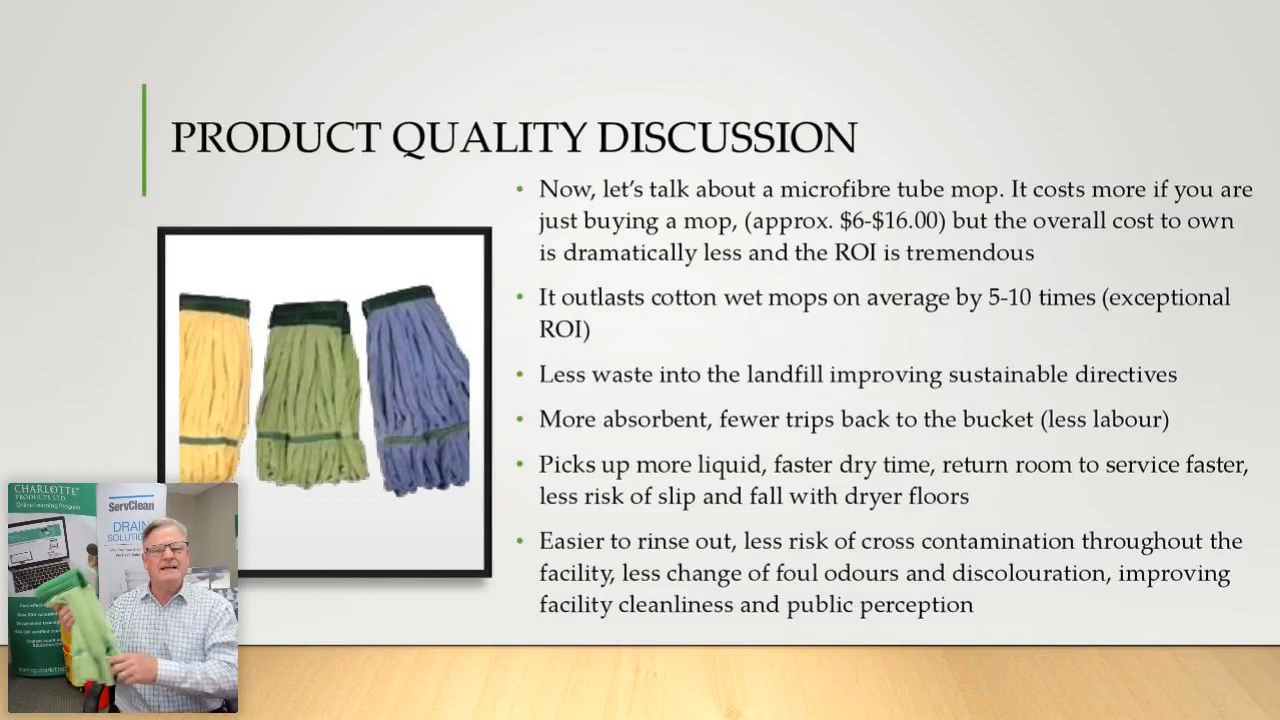 PRODUCT QUALITY DISCUSSION
Now, let's talk about a microfibre tube mop. It costs more if you are
just buying a mop, (approx. $6-$16.00) but the overall cost to own
is dramatically less and the ROI is tremendous
It outlasts cotton wet mops on average by 5-10 times (exceptional
ROI)
Less waste into the landfill improving sustainable directives
More absorbent, fewer trips back to the bucket (less labour)
Picks up more liquid, faster dry time, return room to service faster,
less risk of slip and fall with dryer floors
Easier to rinse out, less risk of cross contamination throughout the
facility, less change of foul odours and discolouration, improving
facility cleanliness and public perception
CHARLOTTE
PRODUCTS LTD
Online Learning Program
ServClean
DRAIN